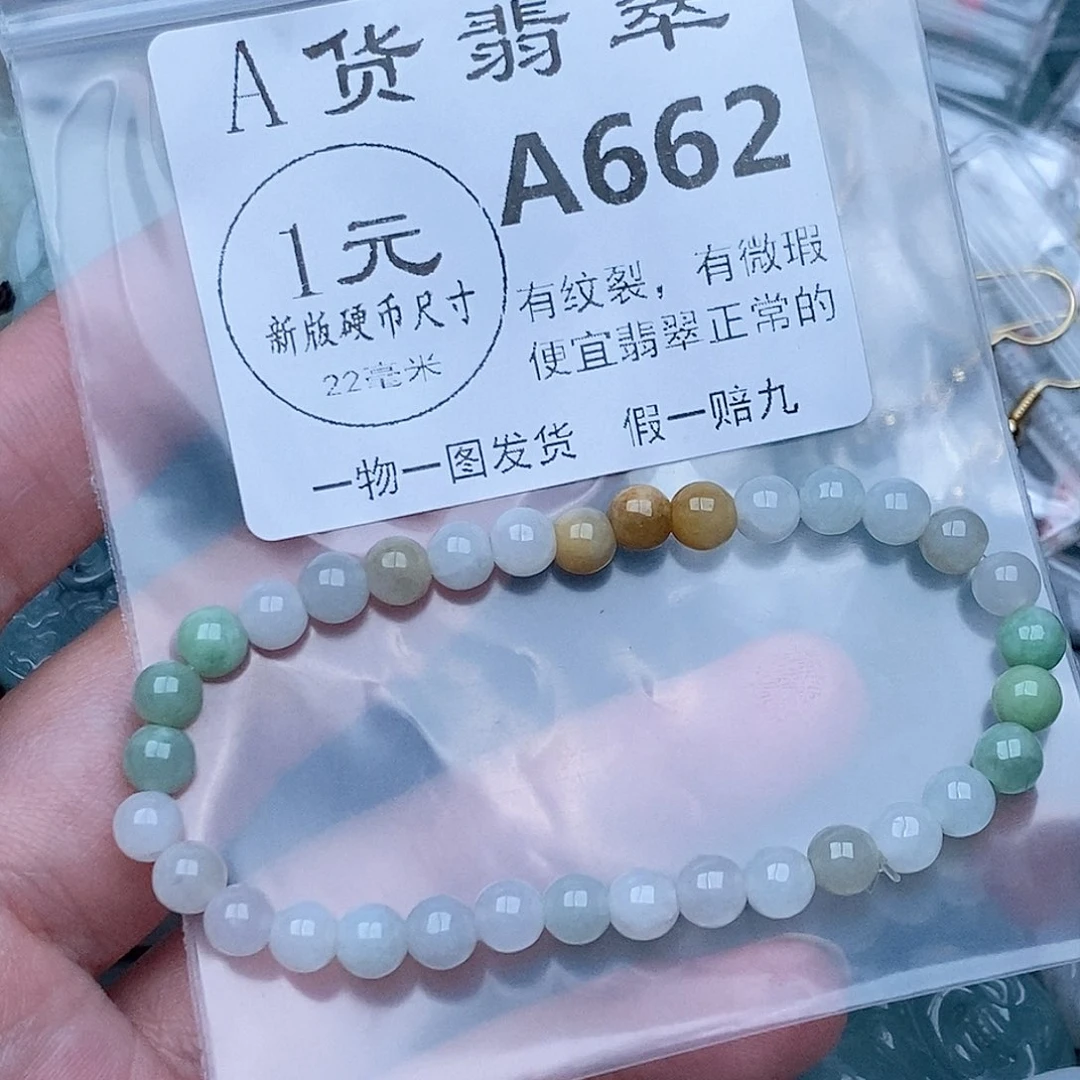 A货翡翠
A662
1元
新版硬币尺寸
22毫米
有纹裂，有微瑕
便宜翡翠正常的
一物一图发货 假一赔九